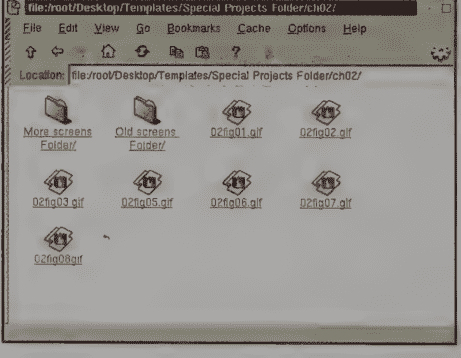 file:/root/Desktop/Templates/Special Projects Folder/ch02/
File Edit View Go Bookmarks Cache Options Help
?
Location: file:/root/Desktop/Templates/Special Projects Folder/ch02/
More screens Folder/ Old screens Folder/ 02fig01.gif 02fig02.gif
02fig03.gif 02fig05.gif 02fig06.gif 02fig07.gif
02fig08gif